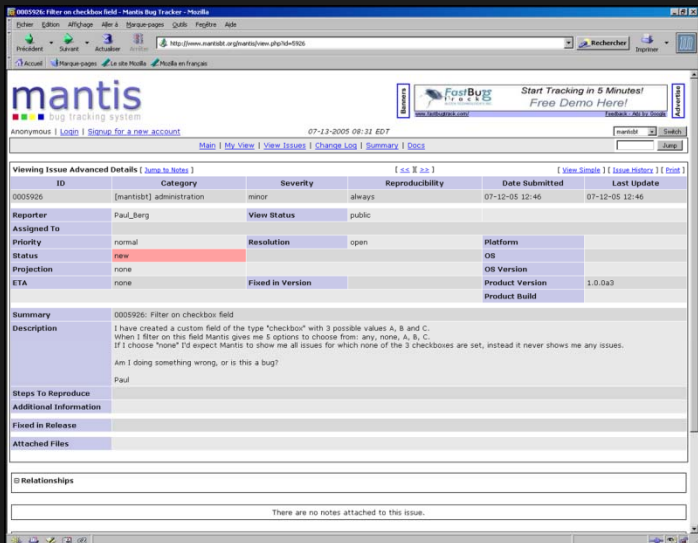 0005926: Filter on checkbox field - Mantis Bug Tracker - Mozilla
Fichier Edition Affichage Aller à Marque-pages Outils Fenêtre Aide
Précédent Suivant Actualiser Arrêter http://www.mantisbt.org/mantis/view.php?id=5926 Rechercher Imprimer
Accueil Marque-pages Le site Mozilla Mozilla en français
mantis
bug tracking system
Banners
FastBugTrack
www.fastbugtrack.com/
Start Tracking in 5 Minutes!
Free Demo Here!
Feedback - Ads by Google
Advertise
Anonymous | Login | Signup for a new account 07-13-2005 08:31 EDT mantisbt Switch
Main | My View | View Issues | Change Log | Summary | Docs Jump
Viewing Issue Advanced Details [ Jump to Notes ] [ << ][ >> ] [ View Simple ] [ Issue History ] [ Print ]
ID Category Severity Reproducibility Date Submitted Last Update
0005926 [mantisbt] administration minor always 07-12-05 12:46 07-12-05 12:46
Reporter Paul_Berg View Status public
Assigned To
Priority normal Resolution open Platform
Status new OS
Projection none OS Version
ETA none Fixed in Version Product Version 1.0.0a3
Product Build
Summary 0005926: Filter on checkbox field
Description I have created a custom field of the type "checkbox" with 3 possible values A, B and C.
When I filter on this field Mantis gives me 5 options to choose from: any, none, A, B, C.
If I choose "none" I'd expect Mantis to show me all issues for which none of the 3 checkboxes are set, instead it never shows me any issues.
Am I doing something wrong, or is this a bug?
Paul
Steps To Reproduce
Additional Information
Fixed in Release
Attached Files
Relationships
There are no notes attached to this issue.